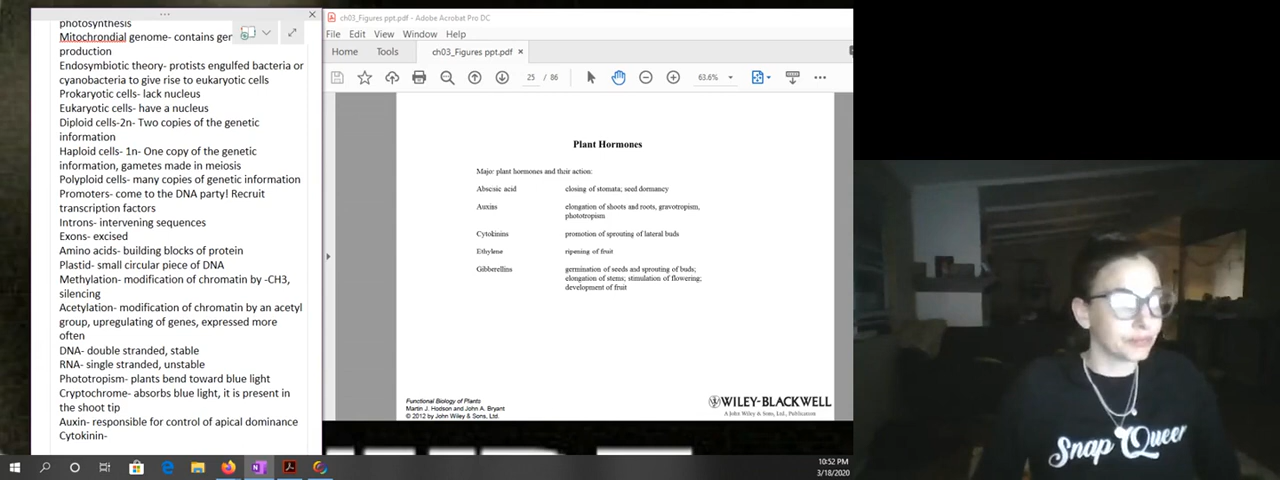 photosynthesis
Mitochrondial genome- contains gen
production
Endosymbiotic theory- protists engulfed bacteria or
cyanobacteria to give rise to eukaryotic cells
Prokaryotic cells- lack nucleus
Eukaryotic cells- have a nucleus
Diploid cells-2n- Two copies of the genetic
information
Haploid cells- 1n- One copy of the genetic
information, gametes made in meiosis
Polyploid cells- many copies of genetic information
Promoters- come to the DNA party! Recruit
transcription factors
Introns- intervening sequences
Exons- excised
Amino acids- building blocks of protein
Plastid- small circular piece of DNA
Methylation- modification of chromatin by -CH3,
silencing
Acetylation- modification of chromatin by an acetyl
group, upregulating of genes, expressed more
often
DNA- double stranded, stable
RNA- single stranded, unstable
Phototropism- plants bend toward blue light
Cryptochrome- absorbs blue light, it is present in
the shoot tip
Auxin- responsible for control of apical dominance
Cytokinin-
ch03_Figures ppt.pdf - Adobe Acrobat Pro DC
File Edit View Window Help
Home Tools ch03_Figures ppt.pdf ×
25 / 86 63.6%
Plant Hormones
Major plant hormones and their action:
Abscsic acid closing of stomata; seed dormancy
Auxins elongation of shoots and roots, gravotropism,
phototropism
Cytokinins promotion of sprouting of lateral buds
Ethylene ripening of fruit
Gibberellins germination of seeds and sprouting of buds;
elongation of stems; stimulation of flowering;
development of fruit
Functional Biology of Plants
Martin J. Hodson and John A. Bryant
© 2012 by John Wiley & Sons, Ltd.
WILEY-BLACKWELL
A John Wiley & Sons, Ltd., Publication
Snap Queer
10:52 PM
3/18/2020